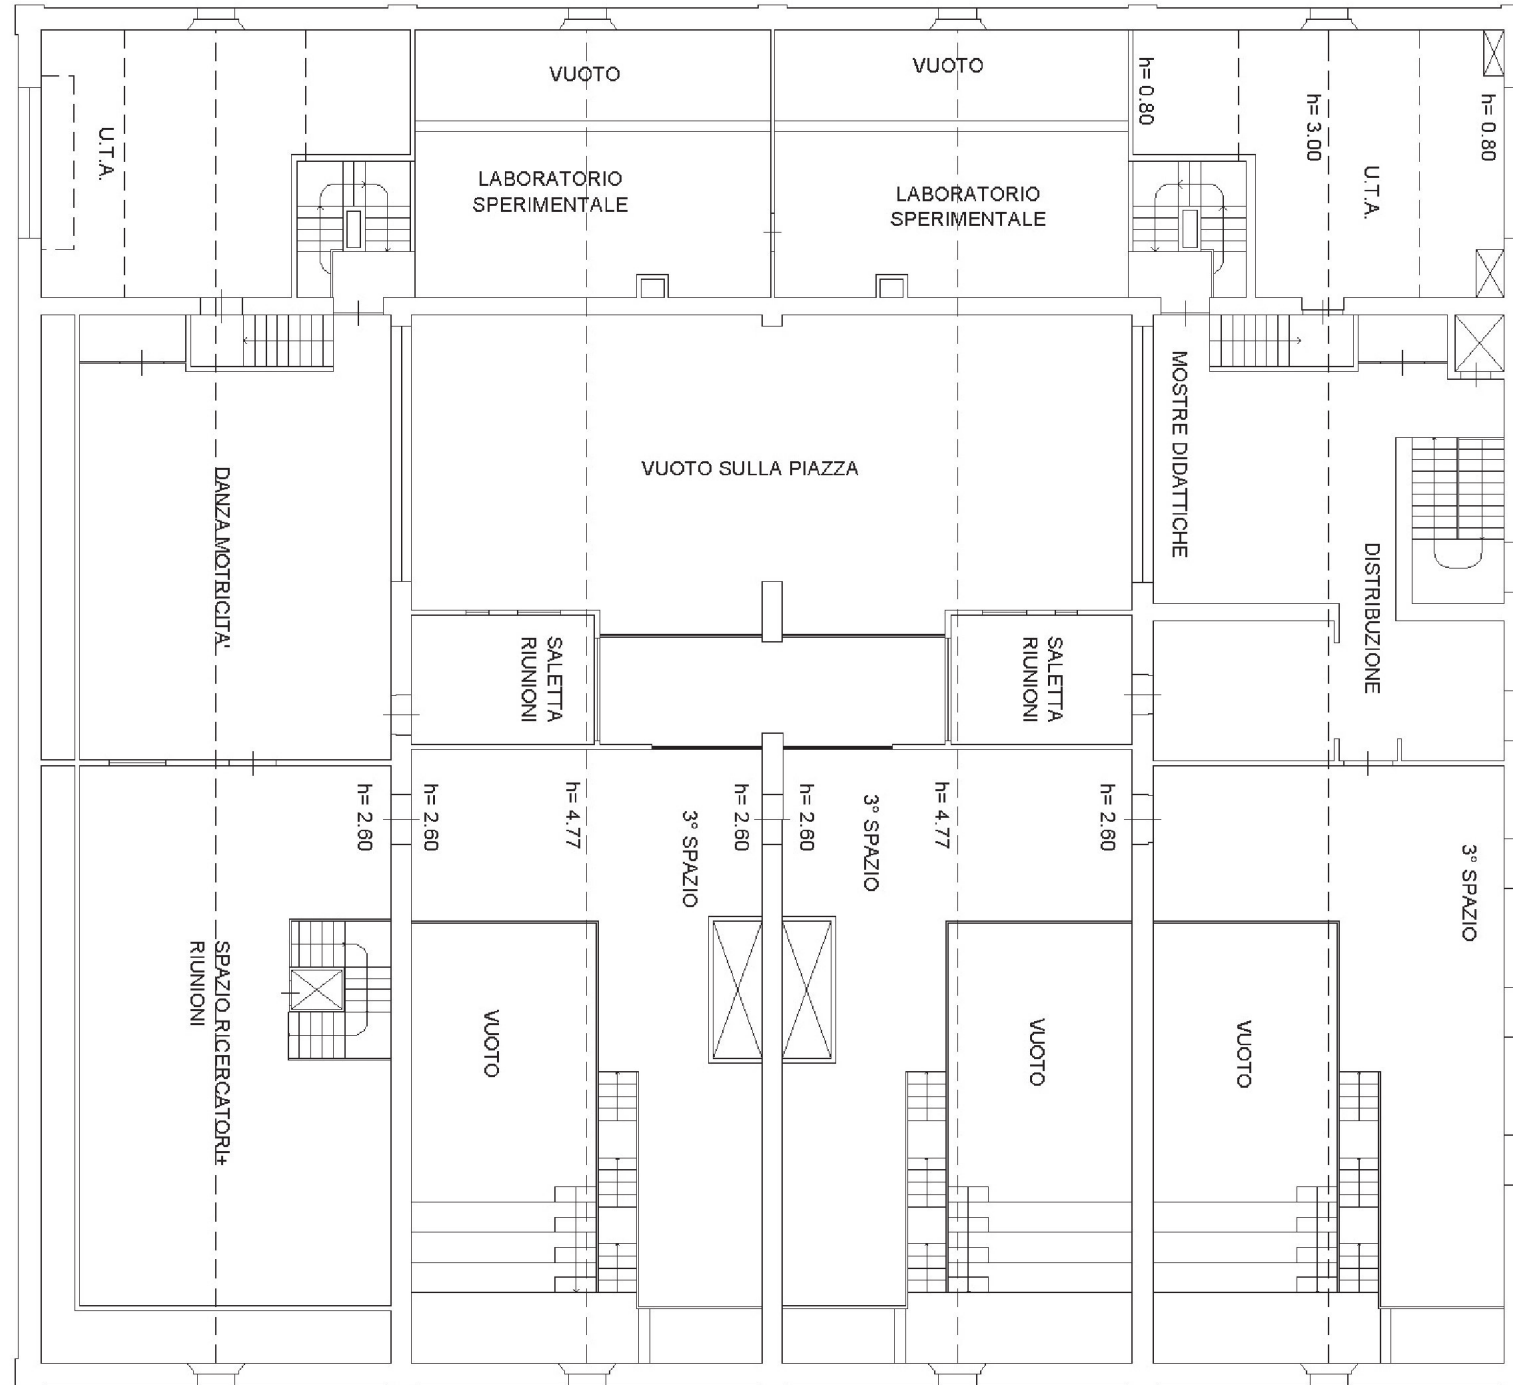 VUOTO
VUOTO
h= 0.80
h= 3.00
h= 0.80
U.T.A.
LABORATORIO
SPERIMENTALE
LABORATORIO
SPERIMENTALE
U.T.A.
VUOTO SULLA PIAZZA
MOSTRE DIDATTICHE
DANZA MOTRICITA'
DISTRIBUZIONE
SALETTA
RIUNIONI
SALETTA
RIUNIONI
h= 2.60
h= 2.60
h= 4.77
3° SPAZIO
h= 2.60
h= 2.60
3° SPAZIO
h= 4.77
h= 2.60
3° SPAZIO
SPAZIO RICERCATORI+
RIUNIONI
VUOTO
VUOTO
VUOTO